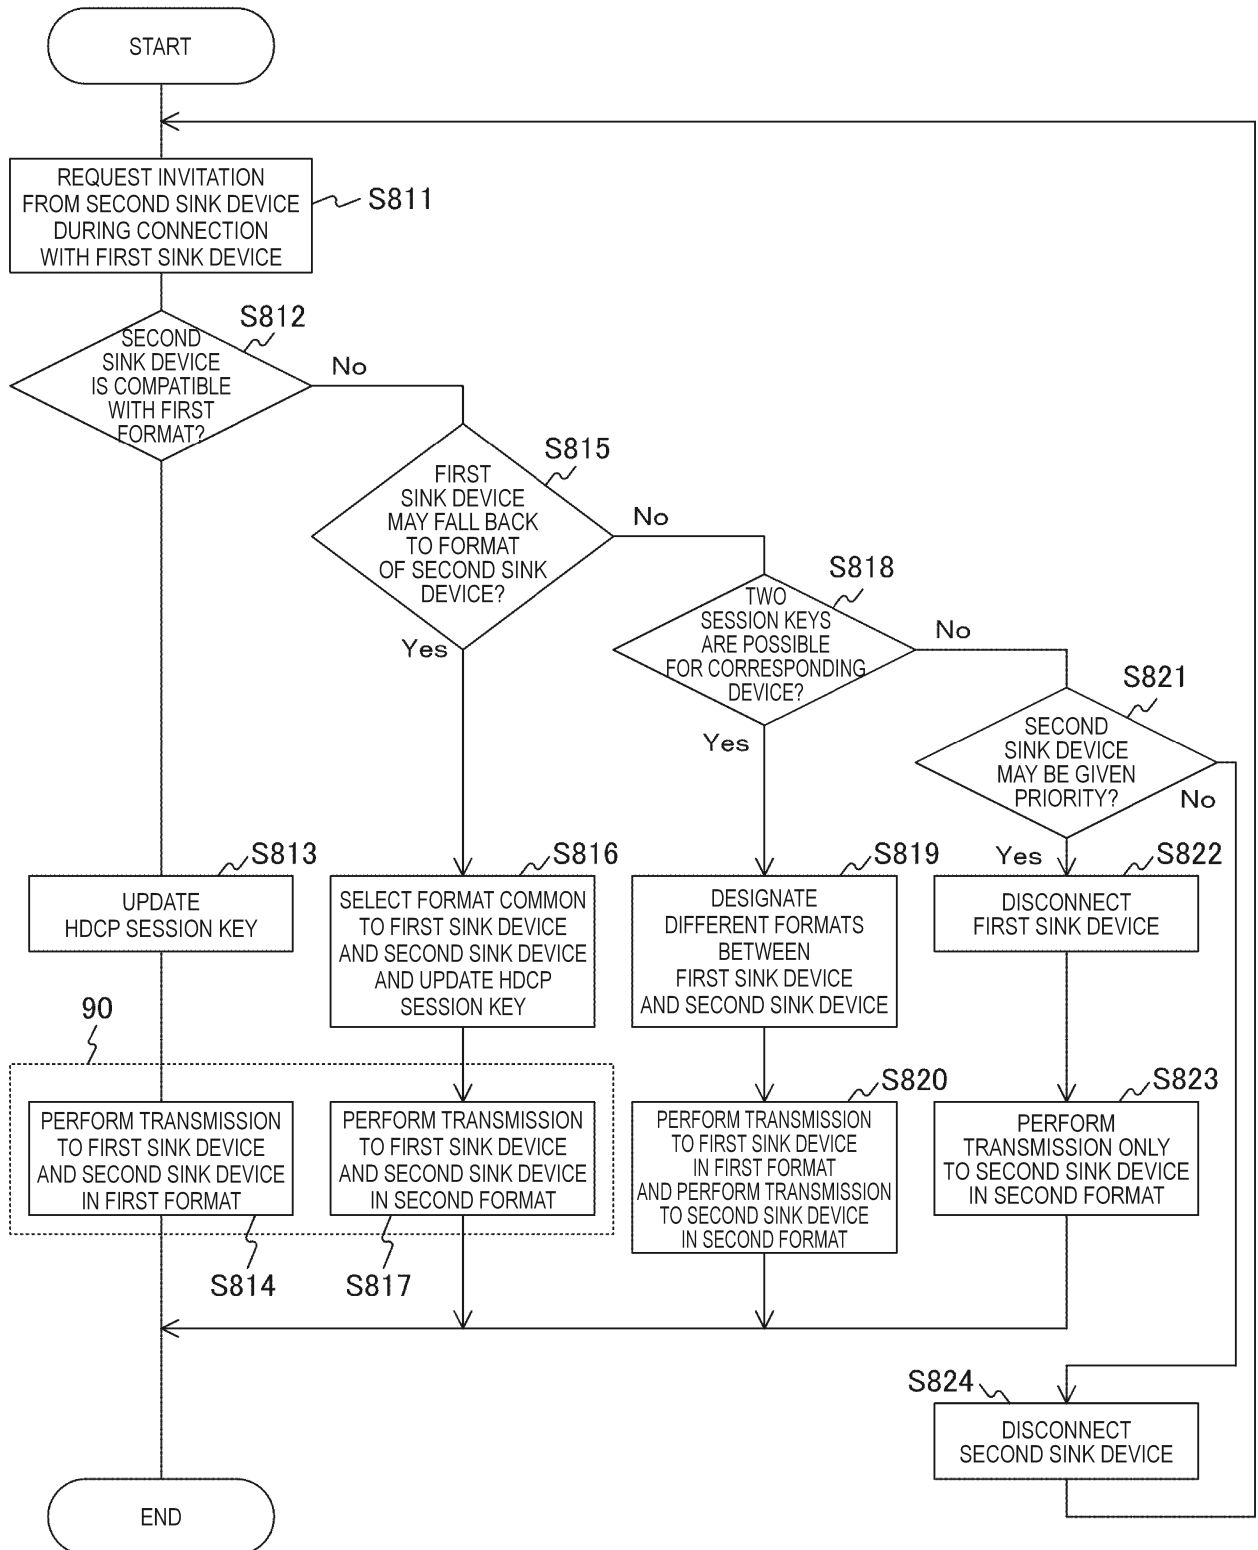 START
REQUEST INVITATION
FROM SECOND SINK DEVICE
DURING CONNECTION
WITH FIRST SINK DEVICE
S811
S812
SECOND
SINK DEVICE
IS COMPATIBLE
WITH FIRST
FORMAT?
No
S815
FIRST
SINK DEVICE
MAY FALL BACK
TO FORMAT
OF SECOND SINK
DEVICE?
No
Yes
S818
TWO
SESSION KEYS
ARE POSSIBLE
FOR CORRESPONDING
DEVICE?
No
Yes
S821
SECOND
SINK DEVICE
MAY BE GIVEN
PRIORITY?
No
Yes
S813
UPDATE
HDCP SESSION KEY
S816
SELECT FORMAT COMMON
TO FIRST SINK DEVICE
AND SECOND SINK DEVICE
AND UPDATE HDCP
SESSION KEY
S819
DESIGNATE
DIFFERENT FORMATS
BETWEEN
FIRST SINK DEVICE
AND SECOND SINK DEVICE
S822
DISCONNECT
FIRST SINK DEVICE
90
PERFORM TRANSMISSION
TO FIRST SINK DEVICE
AND SECOND SINK DEVICE
IN FIRST FORMAT
S814
PERFORM TRANSMISSION
TO FIRST SINK DEVICE
AND SECOND SINK DEVICE
IN SECOND FORMAT
S817
S820
PERFORM TRANSMISSION
TO FIRST SINK DEVICE
IN FIRST FORMAT
AND PERFORM TRANSMISSION
TO SECOND SINK DEVICE
IN SECOND FORMAT
S823
PERFORM
TRANSMISSION ONLY
TO SECOND SINK DEVICE
IN SECOND FORMAT
S824
DISCONNECT
SECOND SINK DEVICE
END